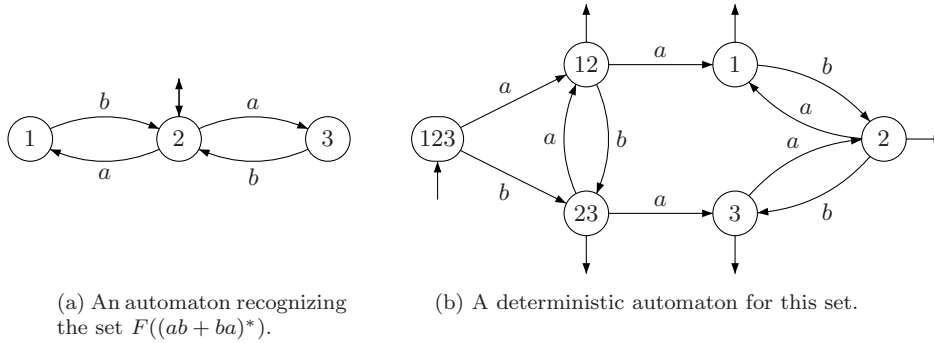 b
a
1
2
3
a
b
12
a
1
b
a
123
a
b
a
2
b
a
b
23
a
3
(a) An automaton recognizing
the set F((ab + ba)*).
(b) A deterministic automaton for this set.